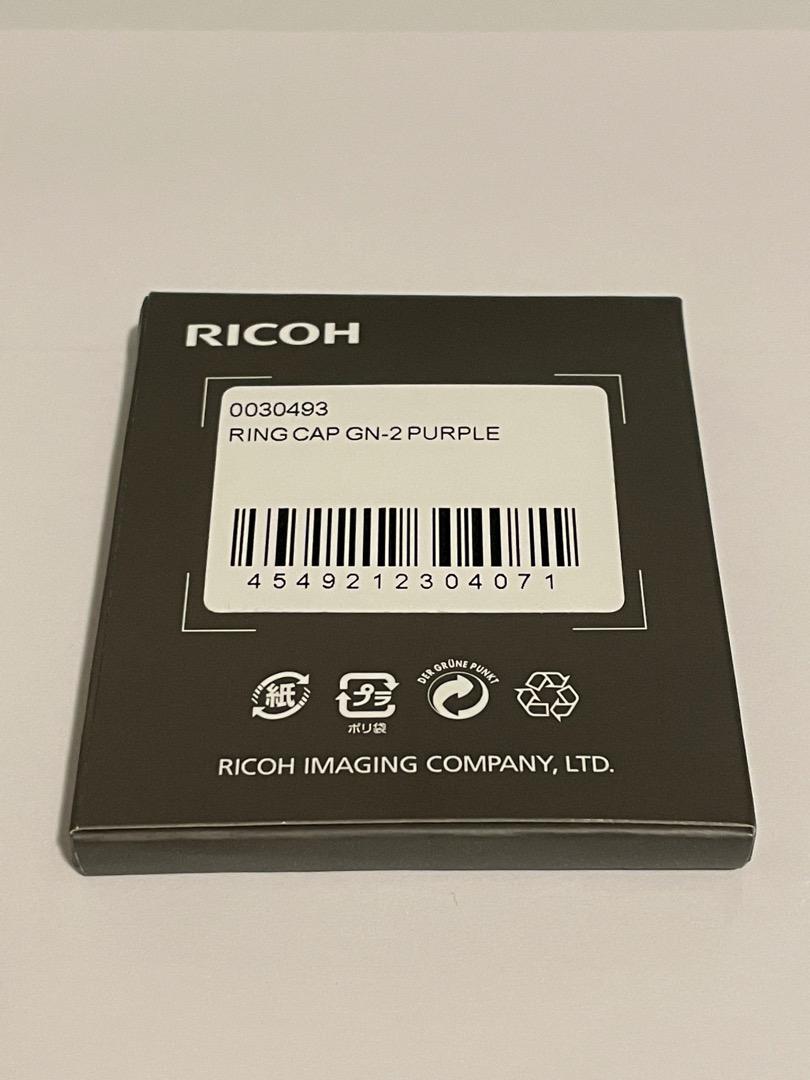 RICOH
0030493
RING CAP GN-2 PURPLE
4549212304071
紙
プラ
ポリ袋
DER GRÜNE PUNKT
RICOH IMAGING COMPANY, LTD.